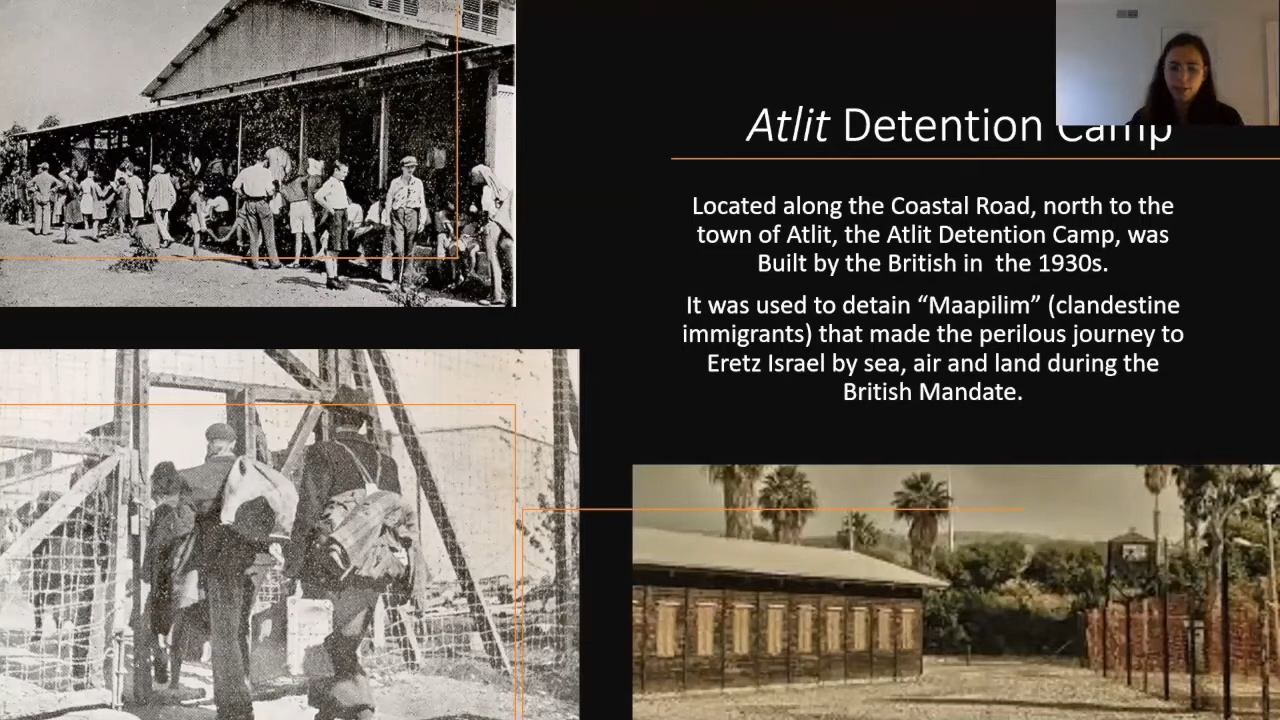 Atlit Detention Camp
Located along the Coastal Road, north to the
town of Atlit, the Atlit Detention Camp, was
Built by the British in  the 1930s.
It was used to detain “Maapilim” (clandestine
immigrants) that made the perilous journey to
Eretz Israel by sea, air and land during the
British Mandate.